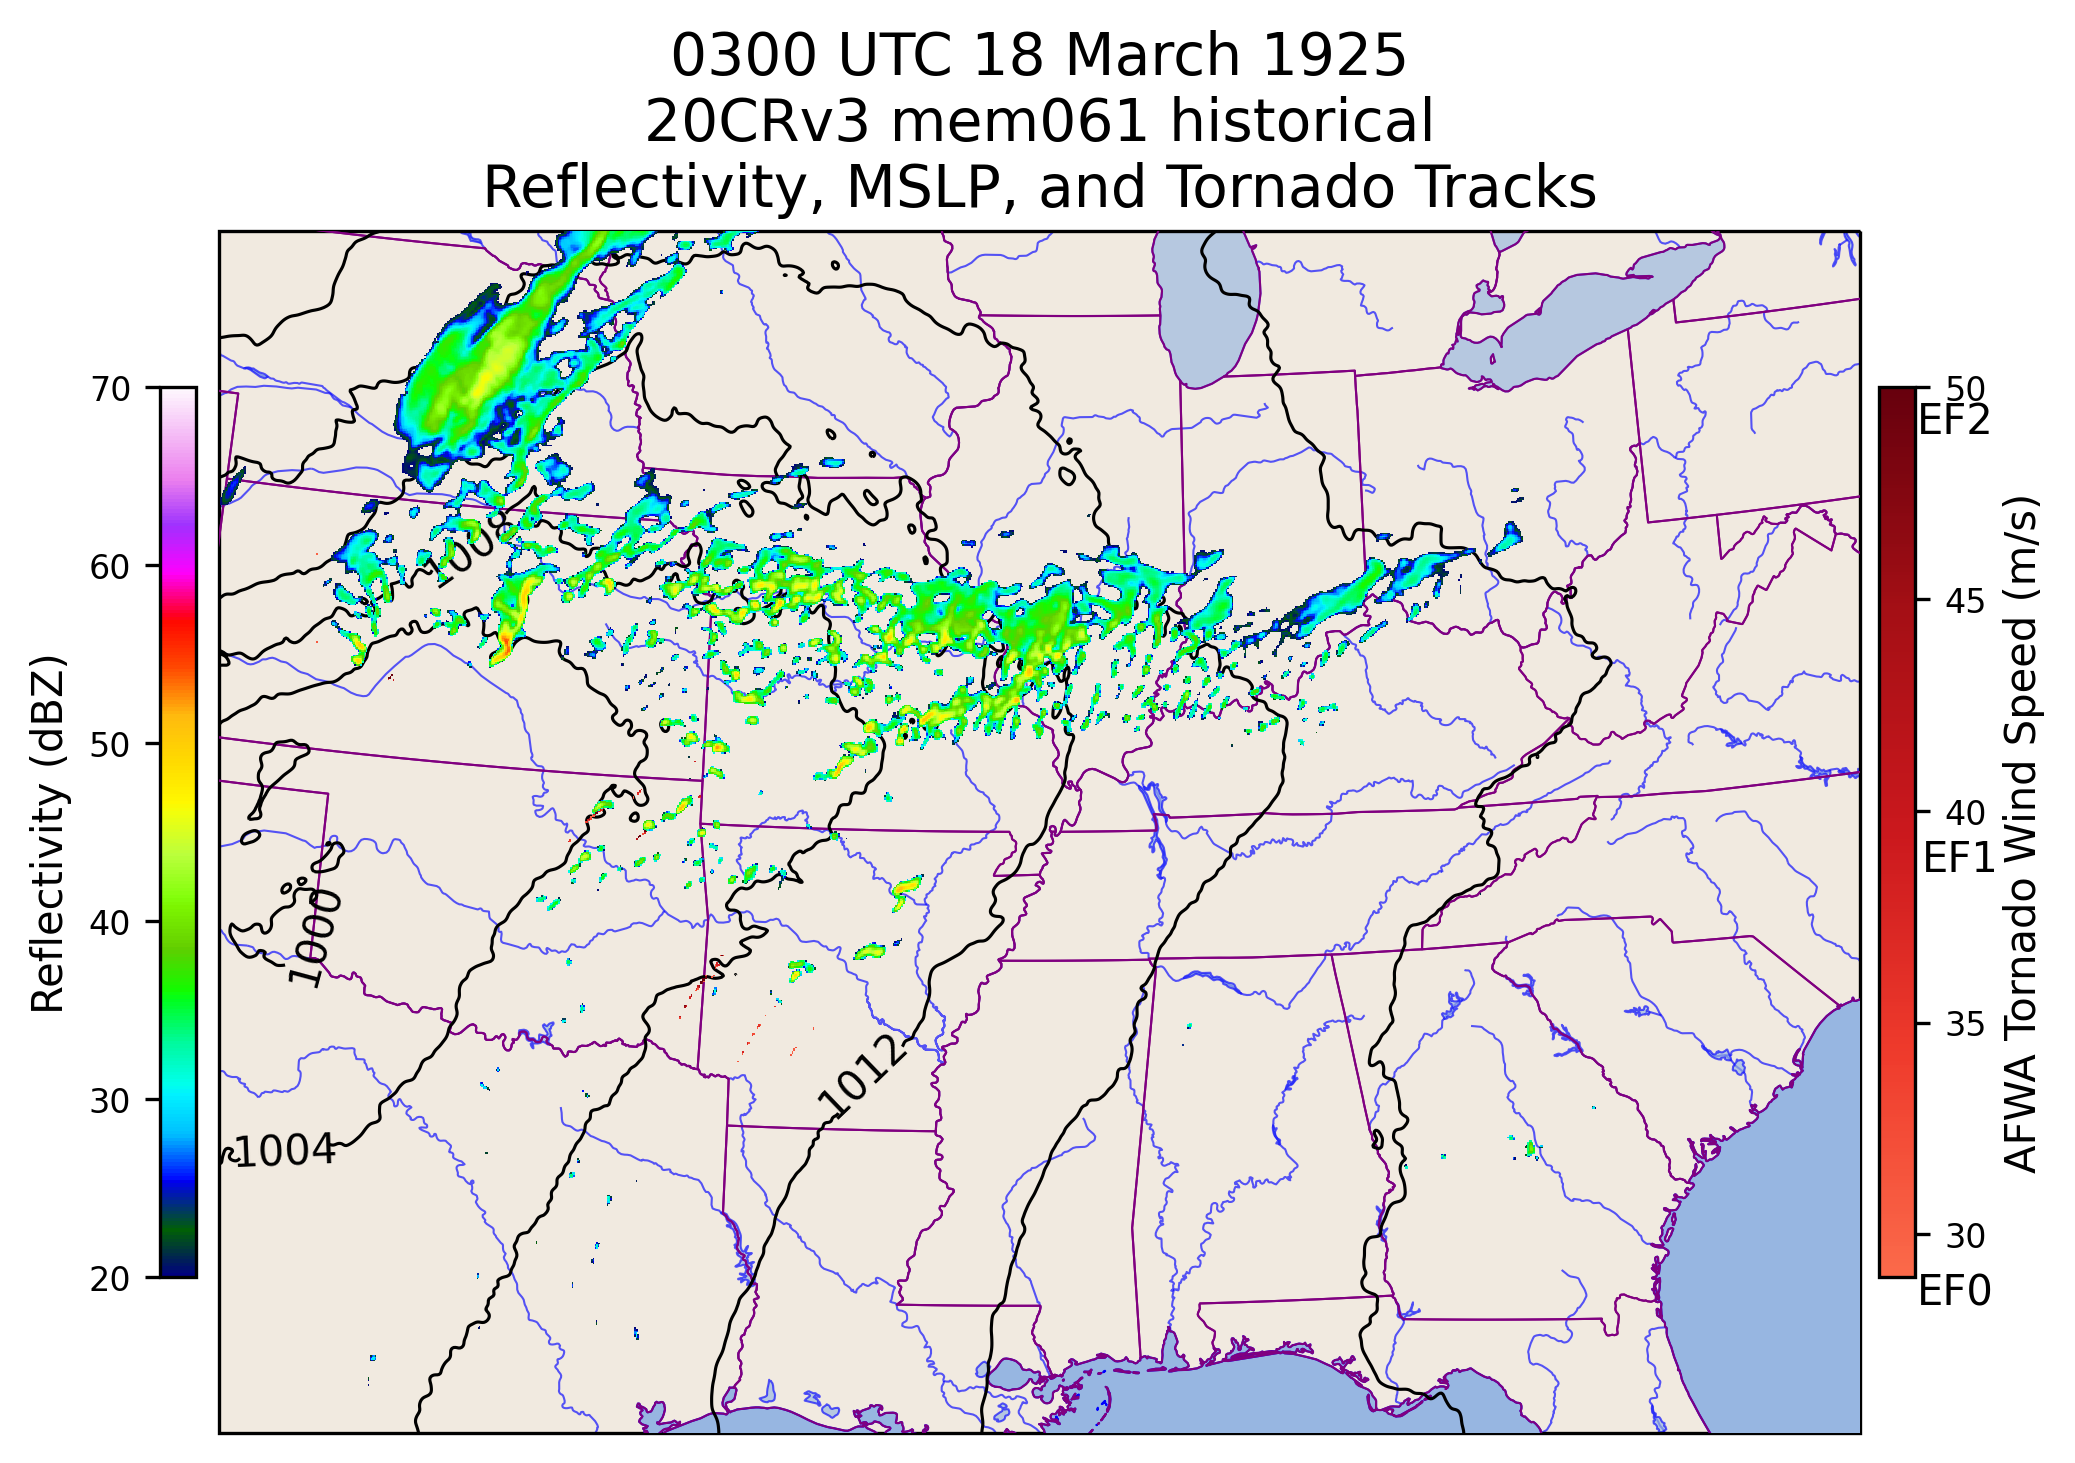 0300 UTC 18 March 1925
20CRv3 mem061 historical
Reflectivity, MSLP, and Tornado Tracks
Reflectivity (dBZ)
70
60
50
40
30
20
1008
1000
1004
1012
50
EF2
45
40
EF1
35
30
EF0
AFWA Tornado Wind Speed (m/s)